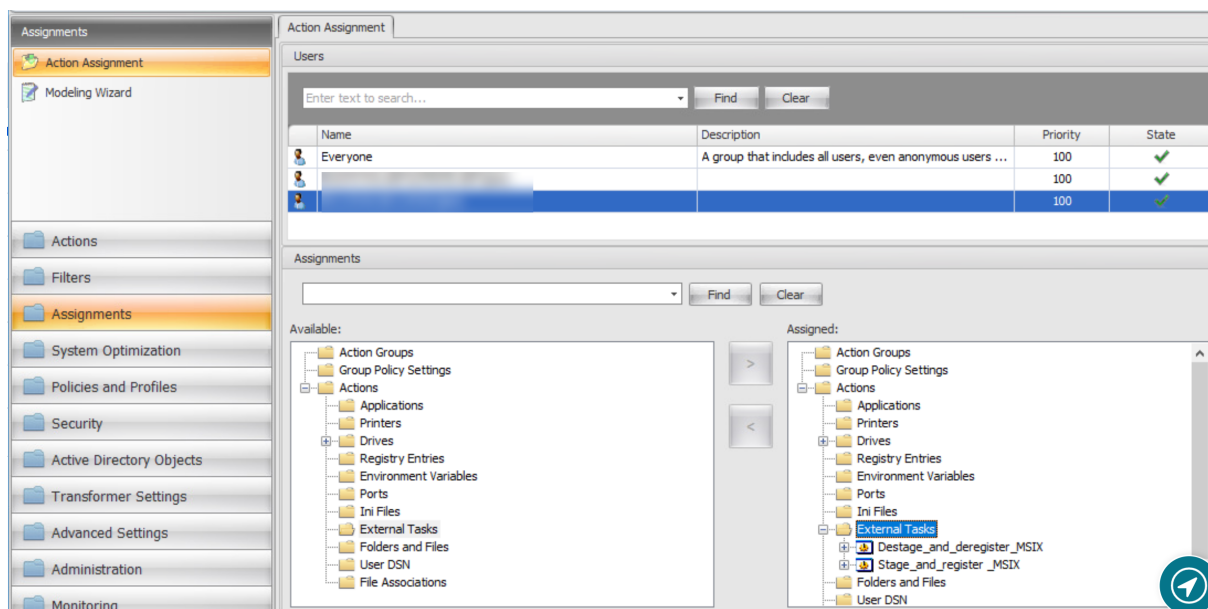 Assignments
Action Assignment
Modeling Wizard
Actions
Filters
Assignments
System Optimization
Policies and Profiles
Security
Active Directory Objects
Transformer Settings
Advanced Settings
Administration
Monitoring
Action Assignment
Users
Enter text to search...
Find
Clear
Name
Description
Priority
State
Everyone
A group that includes all users, even anonymous users ...
100
100
100
Assignments
Find
Clear
Available:
Action Groups
Group Policy Settings
Actions
Applications
Printers
Drives
Registry Entries
Environment Variables
Ports
Ini Files
External Tasks
Folders and Files
User DSN
File Associations
>
<
Assigned:
Action Groups
Group Policy Settings
Actions
Applications
Printers
Drives
Registry Entries
Environment Variables
Ports
Ini Files
External Tasks
Destage_and_deregister_MSIX
Stage_and_register _MSIX
Folders and Files
User DSN